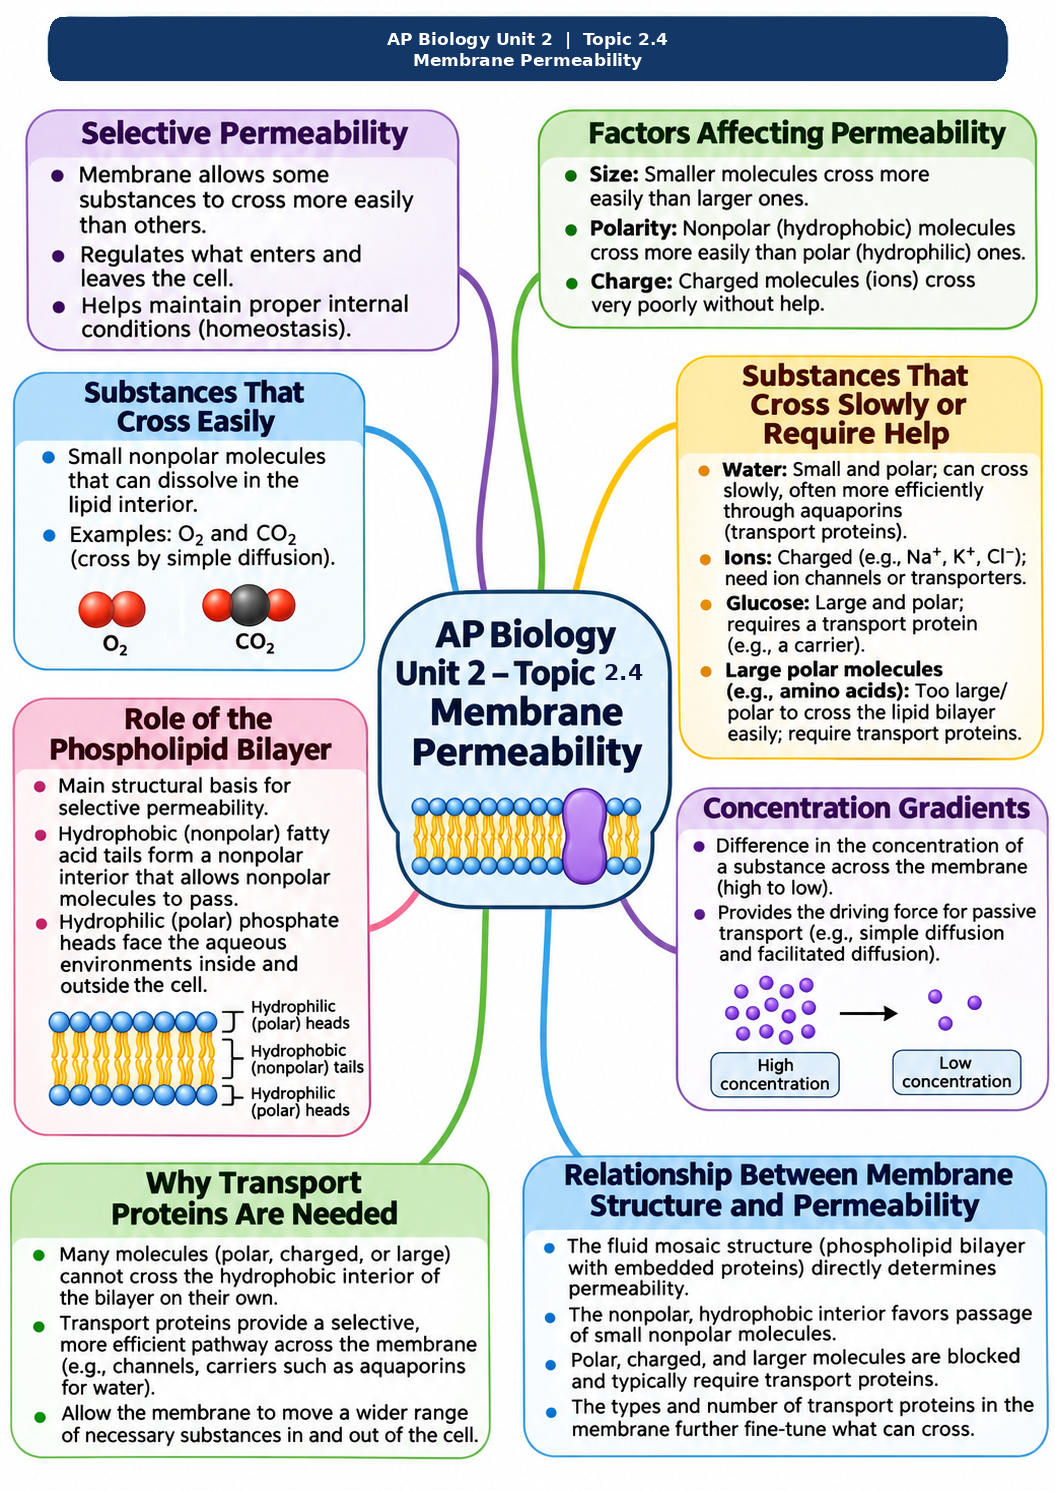 AP Biology Unit 2 | Topic 2.4
Membrane Permeability
Selective Permeability
• Membrane allows some
substances to cross more easily
than others.
• Regulates what enters and
leaves the cell.
• Helps maintain proper internal
conditions (homeostasis).
Factors Affecting Permeability
• Size: Smaller molecules cross more
easily than larger ones.
• Polarity: Nonpolar (hydrophobic) molecules
cross more easily than polar (hydrophilic) ones.
• Charge: Charged molecules (ions) cross
very poorly without help.
Substances That
Cross Easily
• Small nonpolar molecules
that can dissolve in the
lipid interior.
• Examples: O₂ and CO₂
(cross by simple diffusion).
O₂
CO₂
Substances That
Cross Slowly or
Require Help
• Water: Small and polar; can cross
slowly, often more efficiently
through aquaporins
(transport proteins).
• Ions: Charged (e.g., Na⁺, K⁺, Cl⁻);
need ion channels or transporters.
• Glucose: Large and polar;
requires a transport protein
(e.g., a carrier).
• Large polar molecules
(e.g., amino acids): Too large/
polar to cross the lipid bilayer
easily; require transport proteins.
AP Biology
Unit 2 – Topic 2.4
Membrane
Permeability
Role of the
Phospholipid Bilayer
• Main structural basis for
selective permeability.
• Hydrophobic (nonpolar) fatty
acid tails form a nonpolar
interior that allows nonpolar
molecules to pass.
• Hydrophilic (polar) phosphate
heads face the aqueous
environments inside and
outside the cell.
Hydrophilic
(polar) heads
Hydrophobic
(nonpolar) tails
Hydrophilic
(polar) heads
Concentration Gradients
• Difference in the concentration of
a substance across the membrane
(high to low).
• Provides the driving force for passive
transport (e.g., simple diffusion
and facilitated diffusion).
High
concentration
Low
concentration
Why Transport
Proteins Are Needed
• Many molecules (polar, charged, or large)
cannot cross the hydrophobic interior of
the bilayer on their own.
• Transport proteins provide a selective,
more efficient pathway across the membrane
(e.g., channels, carriers such as aquaporins
for water).
• Allow the membrane to move a wider range
of necessary substances in and out of the cell.
Relationship Between Membrane
Structure and Permeability
• The fluid mosaic structure (phospholipid bilayer
with embedded proteins) directly determines
permeability.
• The nonpolar, hydrophobic interior favors passage
of small nonpolar molecules.
• Polar, charged, and larger molecules are blocked
and typically require transport proteins.
• The types and number of transport proteins in the
membrane further fine-tune what can cross.